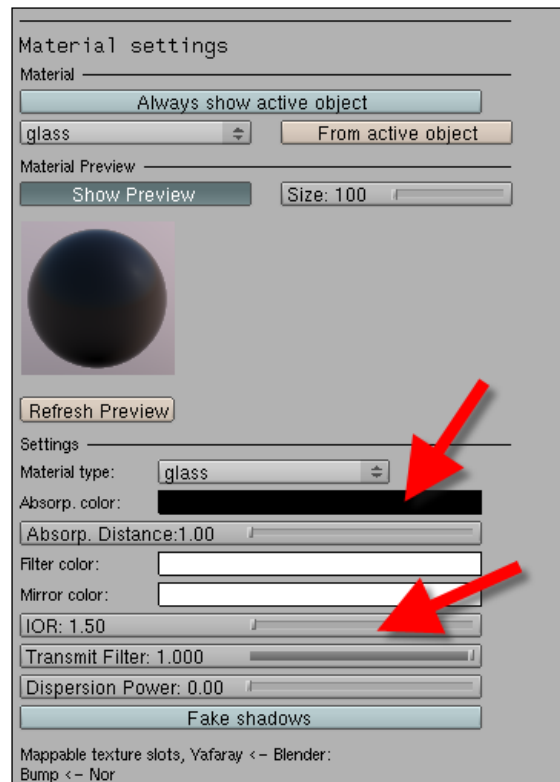 Material settings
Material
Always show active object
glass From active object
Material Preview
Show Preview Size: 100
Refresh Preview
Settings
Material type: glass
Absorp. color:
Absorp. Distance:1.00
Filter color:
Mirror color:
IOR: 1.50
Transmit Filter: 1.000
Dispersion Power: 0.00
Fake shadows
Mappable texture slots, Yafaray <- Blender:
Bump <- Nor